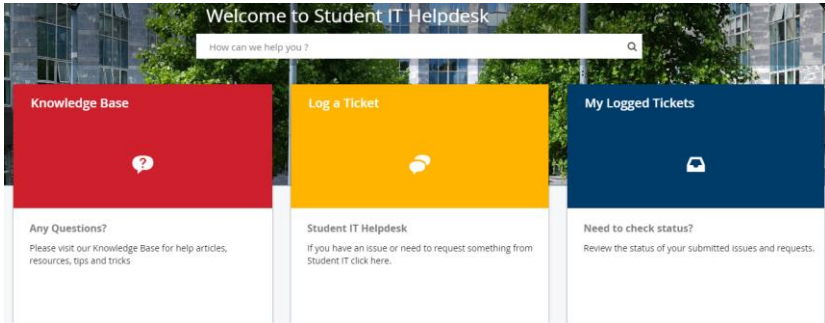 Welcome to Student IT Helpdesk
How can we help you ?
Knowledge Base
Log a Ticket
My Logged Tickets
Any Questions?
Please visit our Knowledge Base for help articles,
resources, tips and tricks
Student IT Helpdesk
If you have an issue or need to request something from
Student IT click here.
Need to check status?
Review the status of your submitted issues and requests.